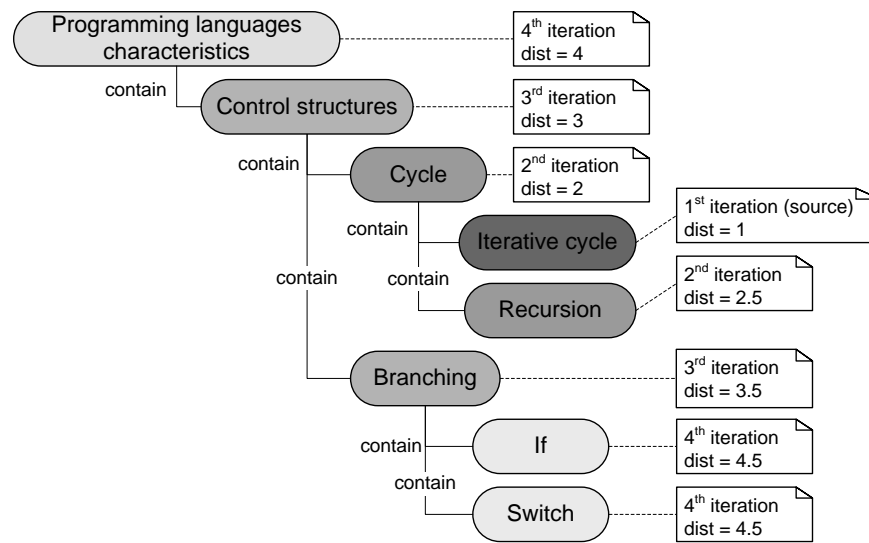 Programming languages
characteristics
4th iteration
dist = 4
contain
Control structures
3rd iteration
dist = 3
contain
Cycle
2nd iteration
dist = 2
contain
Iterative cycle
1st iteration (source)
dist = 1
contain
contain
Recursion
2nd iteration
dist = 2.5
Branching
3rd iteration
dist = 3.5
contain
If
4th iteration
dist = 4.5
contain
Switch
4th iteration
dist = 4.5